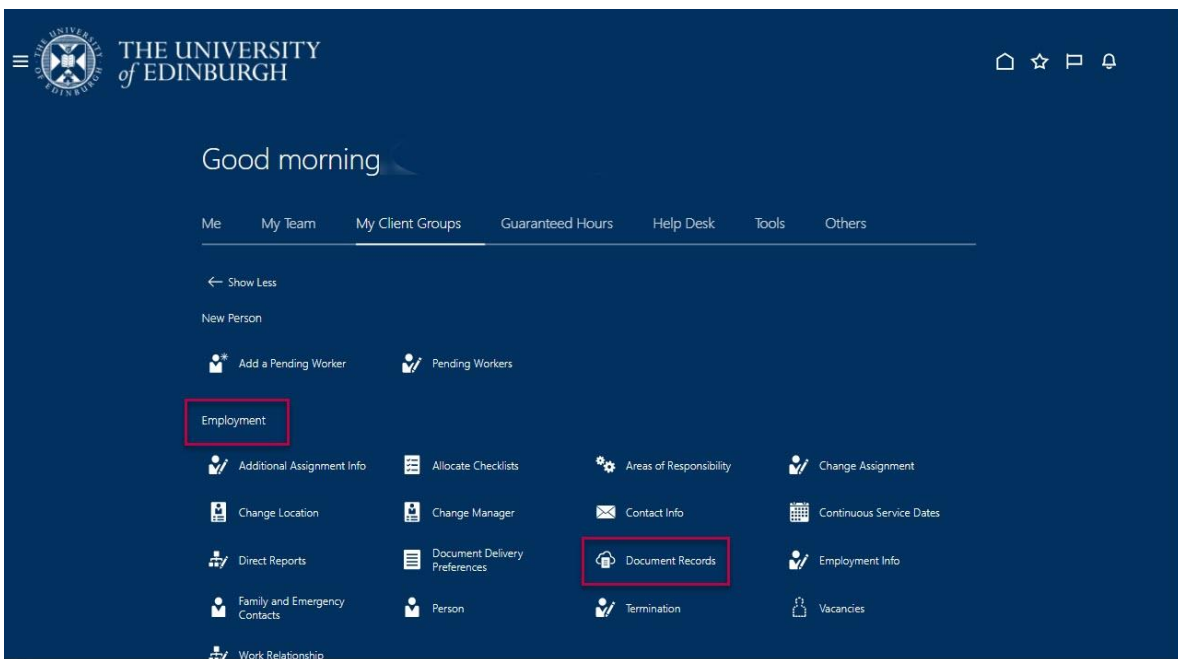 THE UNIVERSITY
of EDINBURGH
Good morning
Me My Team My Client Groups Guaranteed Hours Help Desk Tools Others
Show Less
New Person
Add a Pending Worker Pending Workers
Employment
Additional Assignment Info Allocate Checklists Areas of Responsibility Change Assignment
Change Location Change Manager Contact Info Continuous Service Dates
Direct Reports Document Delivery Preferences Document Records Employment Info
Family and Emergency Contacts Person Termination Vacancies
Work Relationship